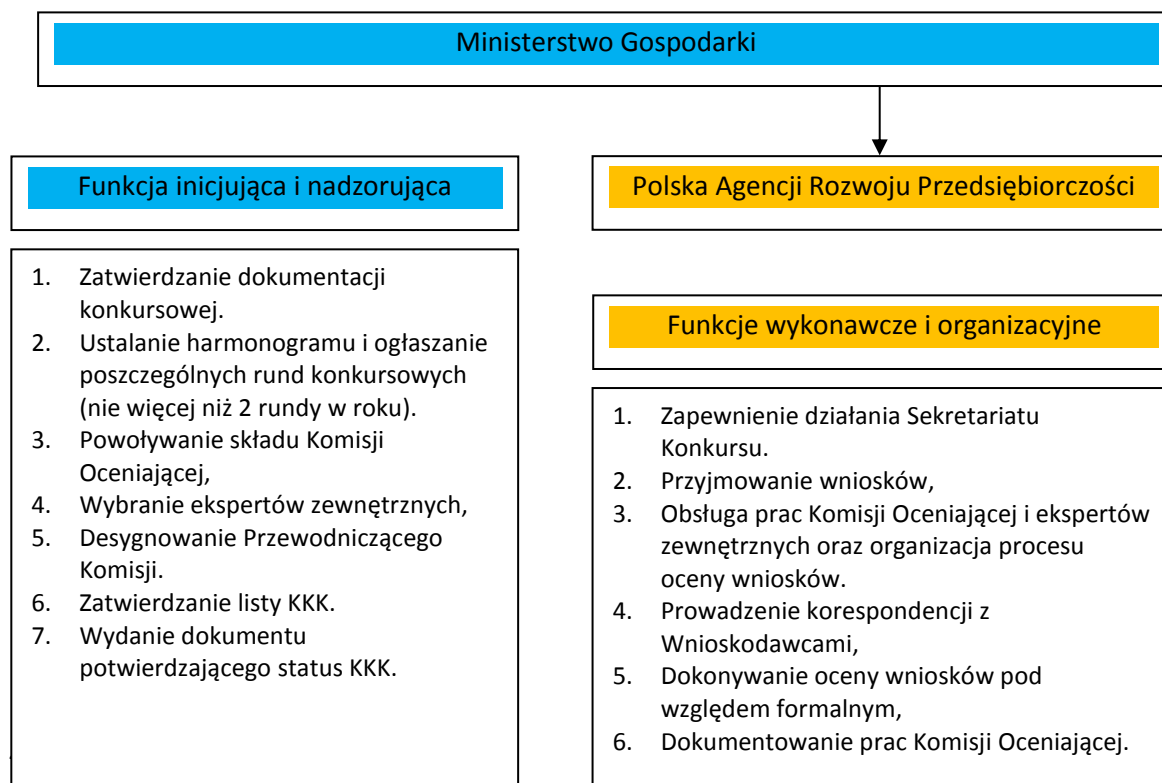 Ministerstwo Gospodarki
Funkcja inicjująca i nadzorująca
1. Zatwierdzanie dokumentacji
konkursowej.
2. Ustalanie harmonogramu i ogłaszanie
poszczególnych rund konkursowych
(nie więcej niż 2 rundy w roku).
3. Powoływanie składu Komisji
Oceniającej,
4. Wybranie ekspertów zewnętrznych,
5. Desygnowanie Przewodniczącego
Komisji.
6. Zatwierdzanie listy KKK.
7. Wydanie dokumentu
potwierdzającego status KKK.
Polska Agencji Rozwoju Przedsiębiorczości
Funkcje wykonawcze i organizacyjne
1. Zapewnienie działania Sekretariatu
Konkursu.
2. Przyjmowanie wniosków,
3. Obsługa prac Komisji Oceniającej i ekspertów
zewnętrznych oraz organizacja procesu
oceny wniosków.
4. Prowadzenie korespondencji z
Wnioskodawcami,
5. Dokonywanie oceny wniosków pod
względem formalnym,
6. Dokumentowanie prac Komisji Oceniającej.